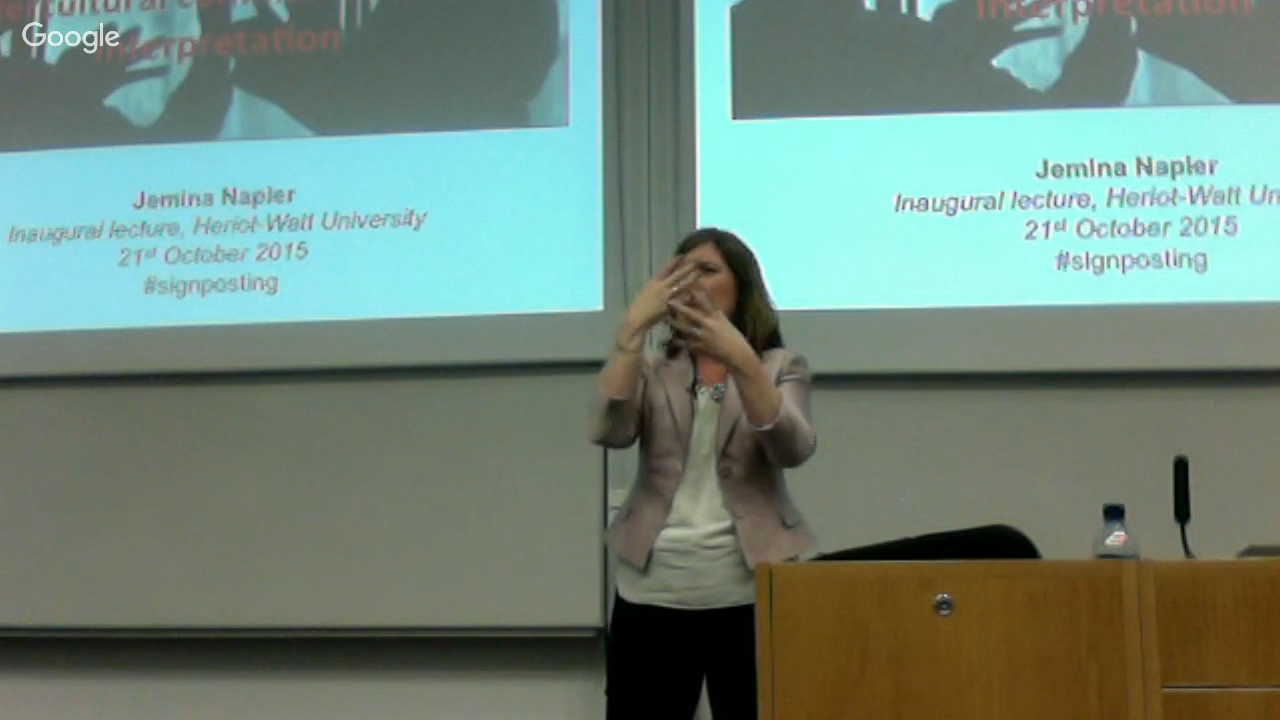 Google
interpretation
Jemina Napier
Inaugural lecture, Heriot-Watt University
21st October 2015
#signposting
interpretation
Jemina Napier
Inaugural lecture, Heriot-Watt Un
21st October 2015
#signposting